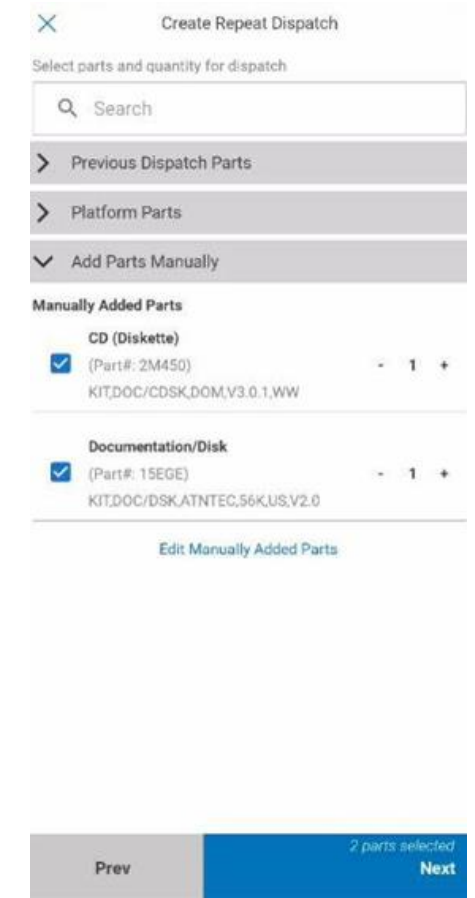 Create Repeat Dispatch
Select parts and quantity for dispatch
Search
Previous Dispatch Parts
Platform Parts
Add Parts Manually
Manually Added Parts
CD (Diskette)
(Part#: 2M450)
- 1 +
KIT,DOC/CDSK,DOM,V3.0.1,WW
Documentation/Disk
(Part#: 15EGE)
- 1 +
KIT,DOC/DSK,ATNTEC,56K,US,V2.0
Edit Manually Added Parts
2 parts selected
Prev
Next